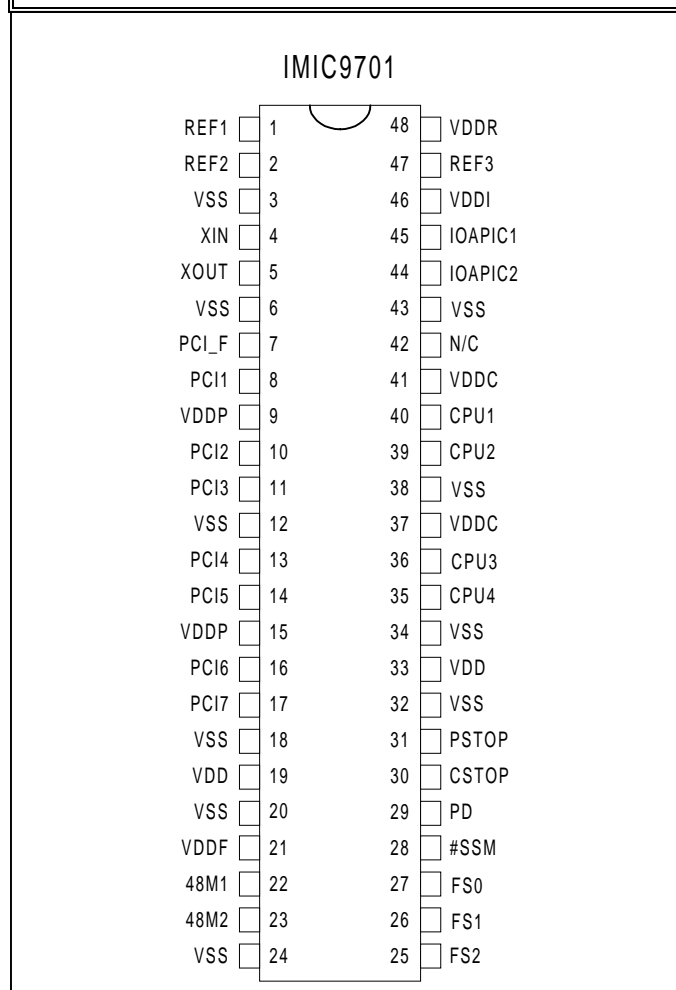 IMIC9701
REF1 1 48 VDDR
REF2 2 47 REF3
VSS 3 46 VDDI
XIN 4 45 IOAPIC1
XOUT 5 44 IOAPIC2
VSS 6 43 VSS
PCI_F 7 42 N/C
PCI1 8 41 VDDC
VDDP 9 40 CPU1
PCI2 10 39 CPU2
PCI3 11 38 VSS
VSS 12 37 VDDC
PCI4 13 36 CPU3
PCI5 14 35 CPU4
VDDP 15 34 VSS
PCI6 16 33 VDD
PCI7 17 32 VSS
VSS 18 31 PSTOP
VDD 19 30 CSTOP
VSS 20 29 PD
VDDF 21 28 #SSM
48M1 22 27 FS0
48M2 23 26 FS1
VSS 24 25 FS2